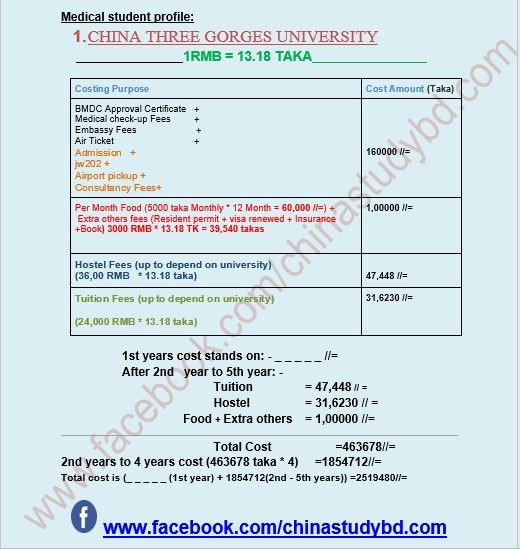 Medical student profile:
1. CHINA THREE GORGES UNIVERSITY
1RMB = 13.18 TAKA
Costing Purpose Cost Amount (Taka)
BMDC Approval Certificate +
Medical check-up Fees +
Embassy Fees +
Air Ticket +
Admission +
jw202 +
Airport pickup +
Consultancy Fees+
160000 //=
Per Month Food (5000 taka Monthly * 12 Month = 60,000 //=) + 1,00000 //=
Extra others fees (Resident permit + visa renewed + Insurance
+Book) 3000 RMB * 13.18 TK = 39,540 takas
Hostel Fees (up to depend on university)
(36,00 RMB * 13.18 taka) 47,448 //=
Tuition Fees (up to depend on university) 31,6230 //=
(24,000 RMB * 13.18 taka)
1st years cost stands on: - _ _ _ _ _ //=
After 2nd year to 5th year: -
Tuition = 47,448 // =
Hostel = 31,6230 // =
Food + Extra others = 1,00000 //=
Total Cost =463678//=
2nd years to 4 years cost (463678 taka * 4) =1854712//=
Total cost is (_ _ _ _ _ (1st year) + 1854712(2nd - 5th years)) =2519480//=
f www.facebook.com/chinastudybd.com
www.facebook.com/chinastudybd.com